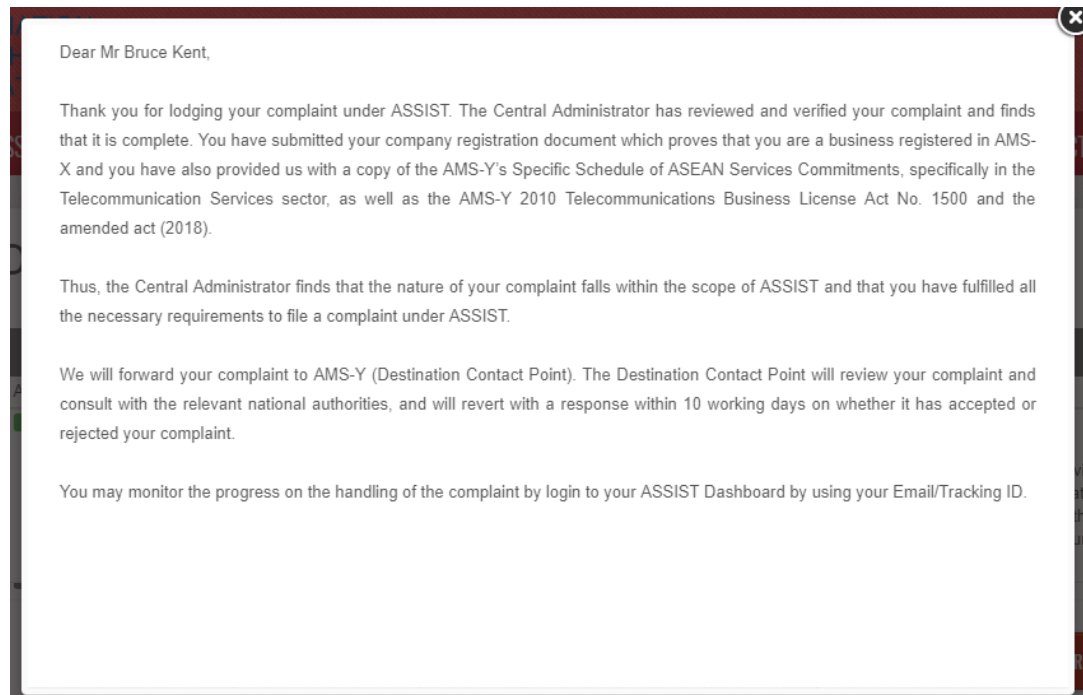 Dear Mr Bruce Kent,
Thank you for lodging your complaint under ASSIST. The Central Administrator has reviewed and verified your complaint and finds
that it is complete. You have submitted your company registration document which proves that you are a business registered in AMS-
X and you have also provided us with a copy of the AMS-Y's Specific Schedule of ASEAN Services Commitments, specifically in the
Telecommunication Services sector, as well as the AMS-Y 2010 Telecommunications Business License Act No. 1500 and the
amended act (2018).
Thus, the Central Administrator finds that the nature of your complaint falls within the scope of ASSIST and that you have fulfilled all
the necessary requirements to file a complaint under ASSIST.
We will forward your complaint to AMS-Y (Destination Contact Point). The Destination Contact Point will review your complaint and
consult with the relevant national authorities, and will revert with a response within 10 working days on whether it has accepted or
rejected your complaint.
You may monitor the progress on the handling of the complaint by login to your ASSIST Dashboard by using your Email/Tracking ID.